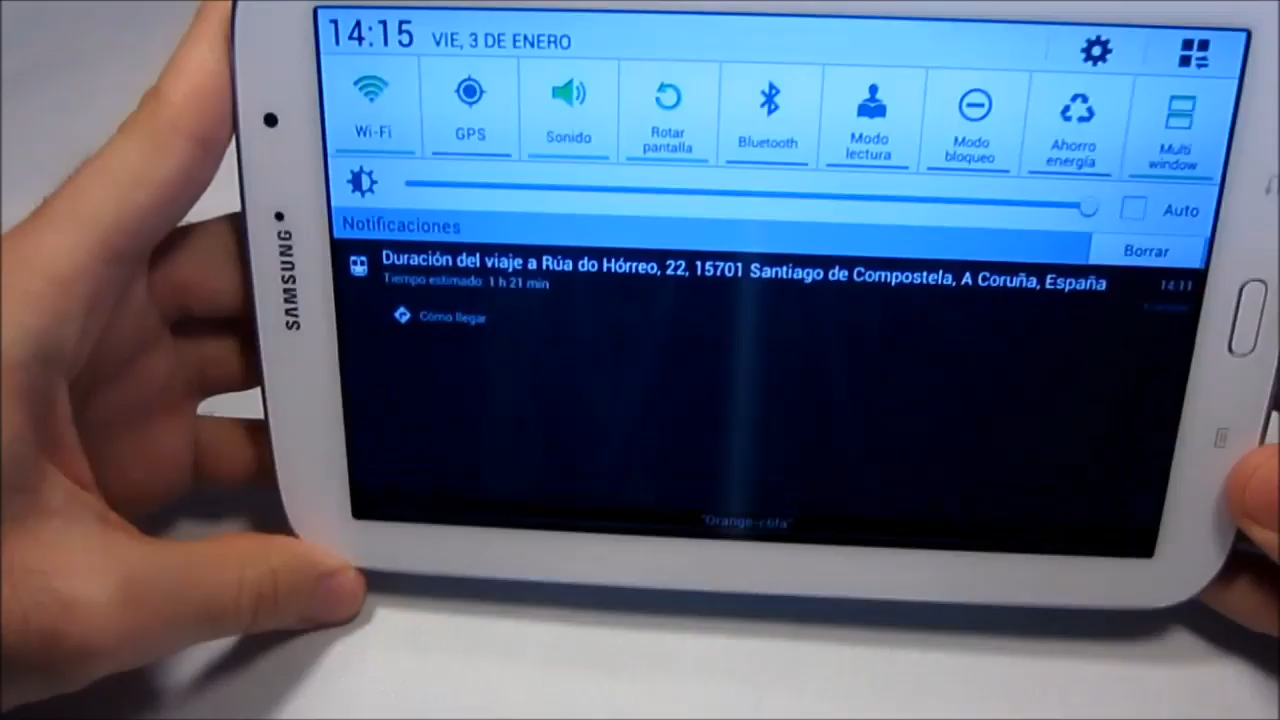 14:15 VIE, 3 DE ENERO
Wi-Fi
GPS
Sonido
Rotar
pantalla
Bluetooth
Modo
lectura
Modo
bloqueo
Ahorro
energía
Multi
window
Auto
Notificaciones
Borrar
Duración del viaje a Rúa do Hórreo, 22, 15701 Santiago de Compostela, A Coruña, España
14:11
Tiempo estimado: 1 h 21 min
Cómo llegar
"Orange-c6fa"
SAMSUNG